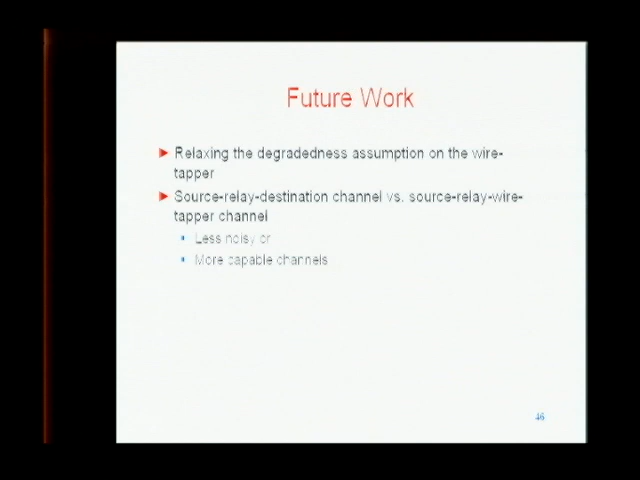 Future Work
Relaxing the degradedness assumption on the wire-
tapper
Source-relay-destination channel vs. source-relay-wire-
tapper channel
Less noisy or
More capable channels
46